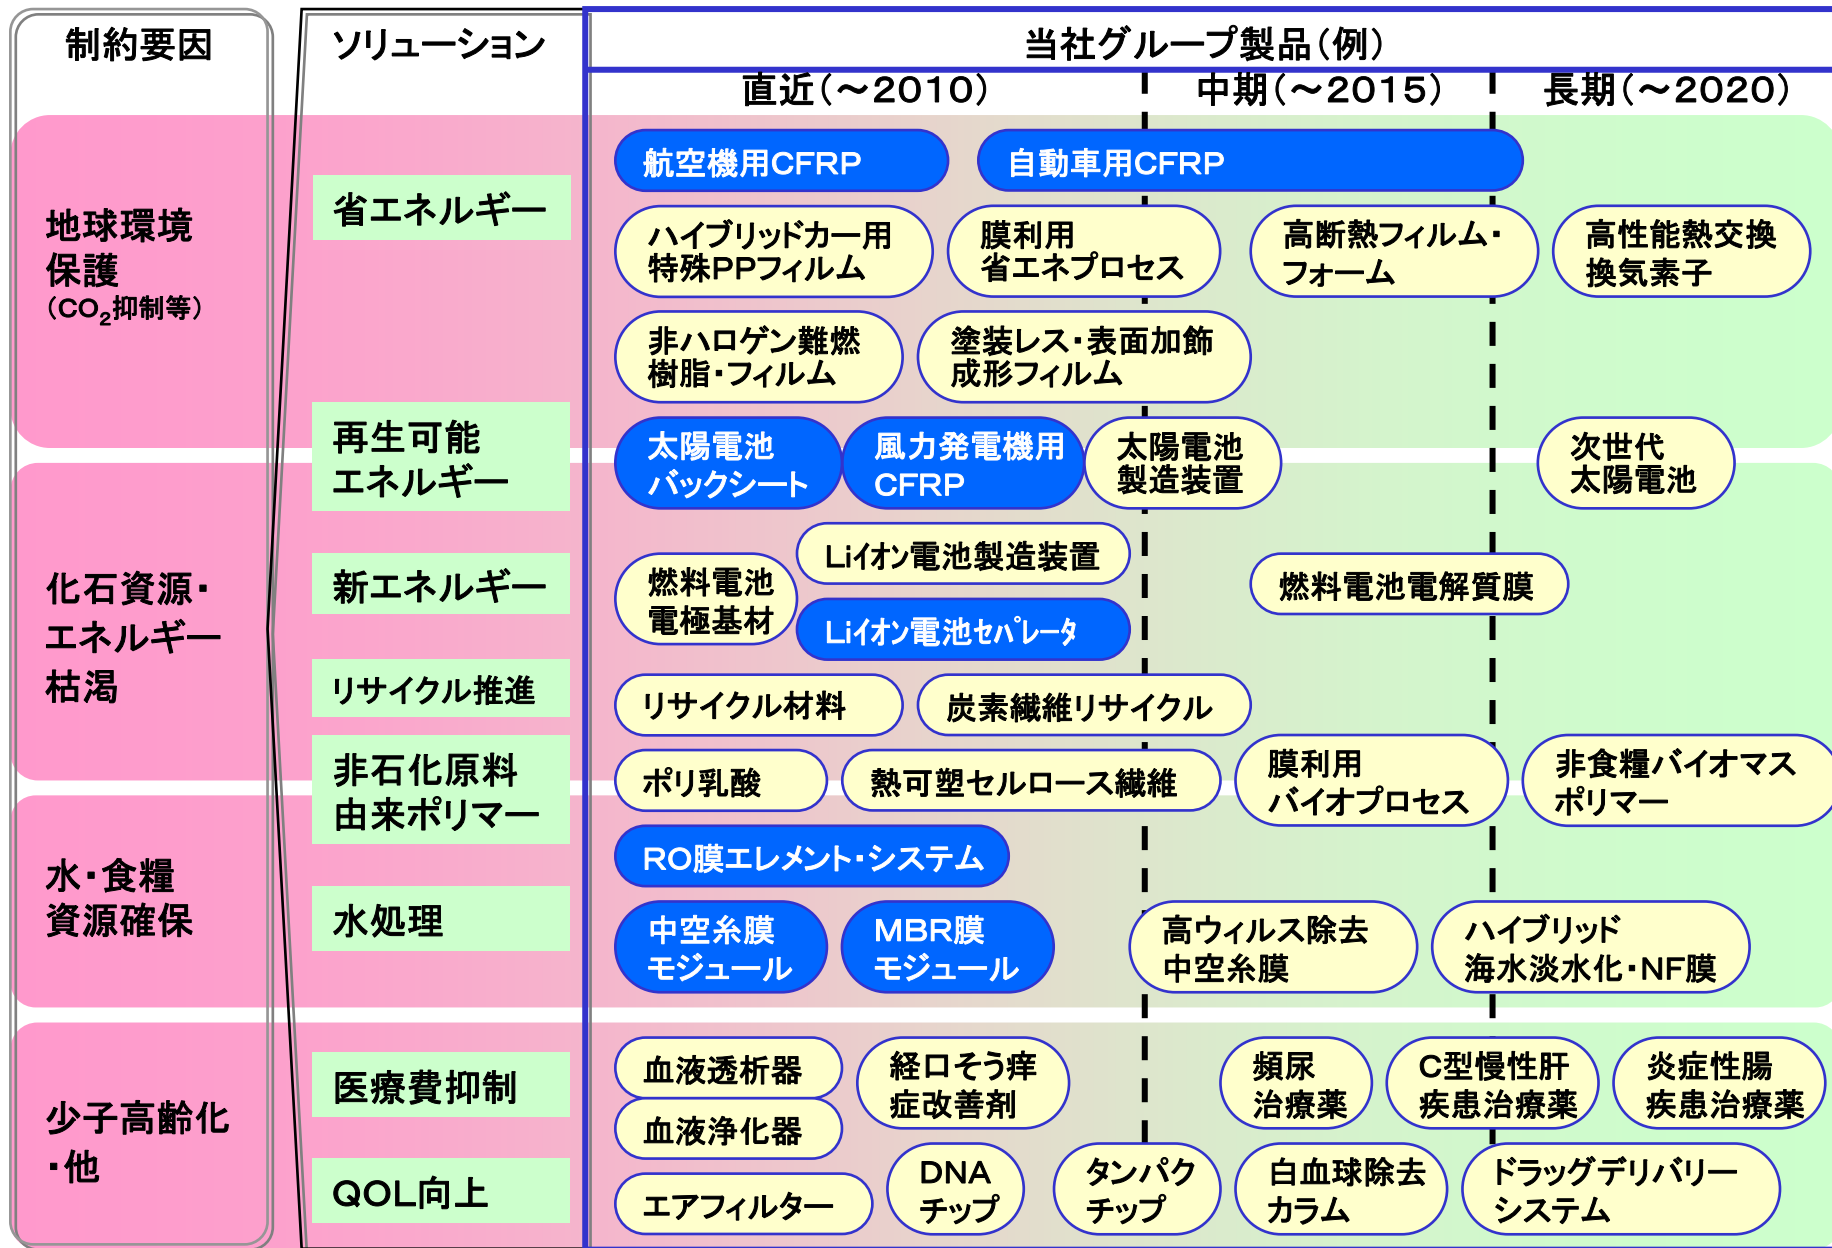 制約要因
ソリューション
当社グループ製品(例)
直近(～2010)
中期(～2015)
長期(～2020)
地球環境
保護
(CO₂抑制等)
省エネルギー
航空機用CFRP
自動車用CFRP
ハイブリッドカー用
特殊PPフィルム
膜利用
省エネプロセス
高断熱フィルム・
フォーム
高性能熱交換
換気素子
非ハロゲン難燃
樹脂・フィルム
塗装レス・表面加飾
成形フィルム
再生可能
エネルギー
太陽電池
バックシート
風力発電機用
CFRP
太陽電池
製造装置
次世代
太陽電池
化石資源・
エネルギー
枯渇
新エネルギー
燃料電池
電極基材
Liイオン電池製造装置
Liイオン電池セパレータ
燃料電池電解質膜
リサイクル推進
リサイクル材料
炭素繊維リサイクル
非石化原料
由来ポリマー
ポリ乳酸
熱可塑セルロース繊維
膜利用
バイオプロセス
非食糧バイオマス
ポリマー
水・食糧
資源確保
水処理
RO膜エレメント・システム
中空糸膜
モジュール
MBR膜
モジュール
高ウィルス除去
中空糸膜
ハイブリッド
海水淡水化・NF膜
少子高齢化
・他
医療費抑制
血液透析器
血液浄化器
経口そう痒
症改善剤
頻尿
治療薬
C型慢性肝
疾患治療薬
炎症性腸
疾患治療薬
QOL向上
エアフィルター
DNA
チップ
タンパク
チップ
白血球除去
カラム
ドラッグデリバリー
システム